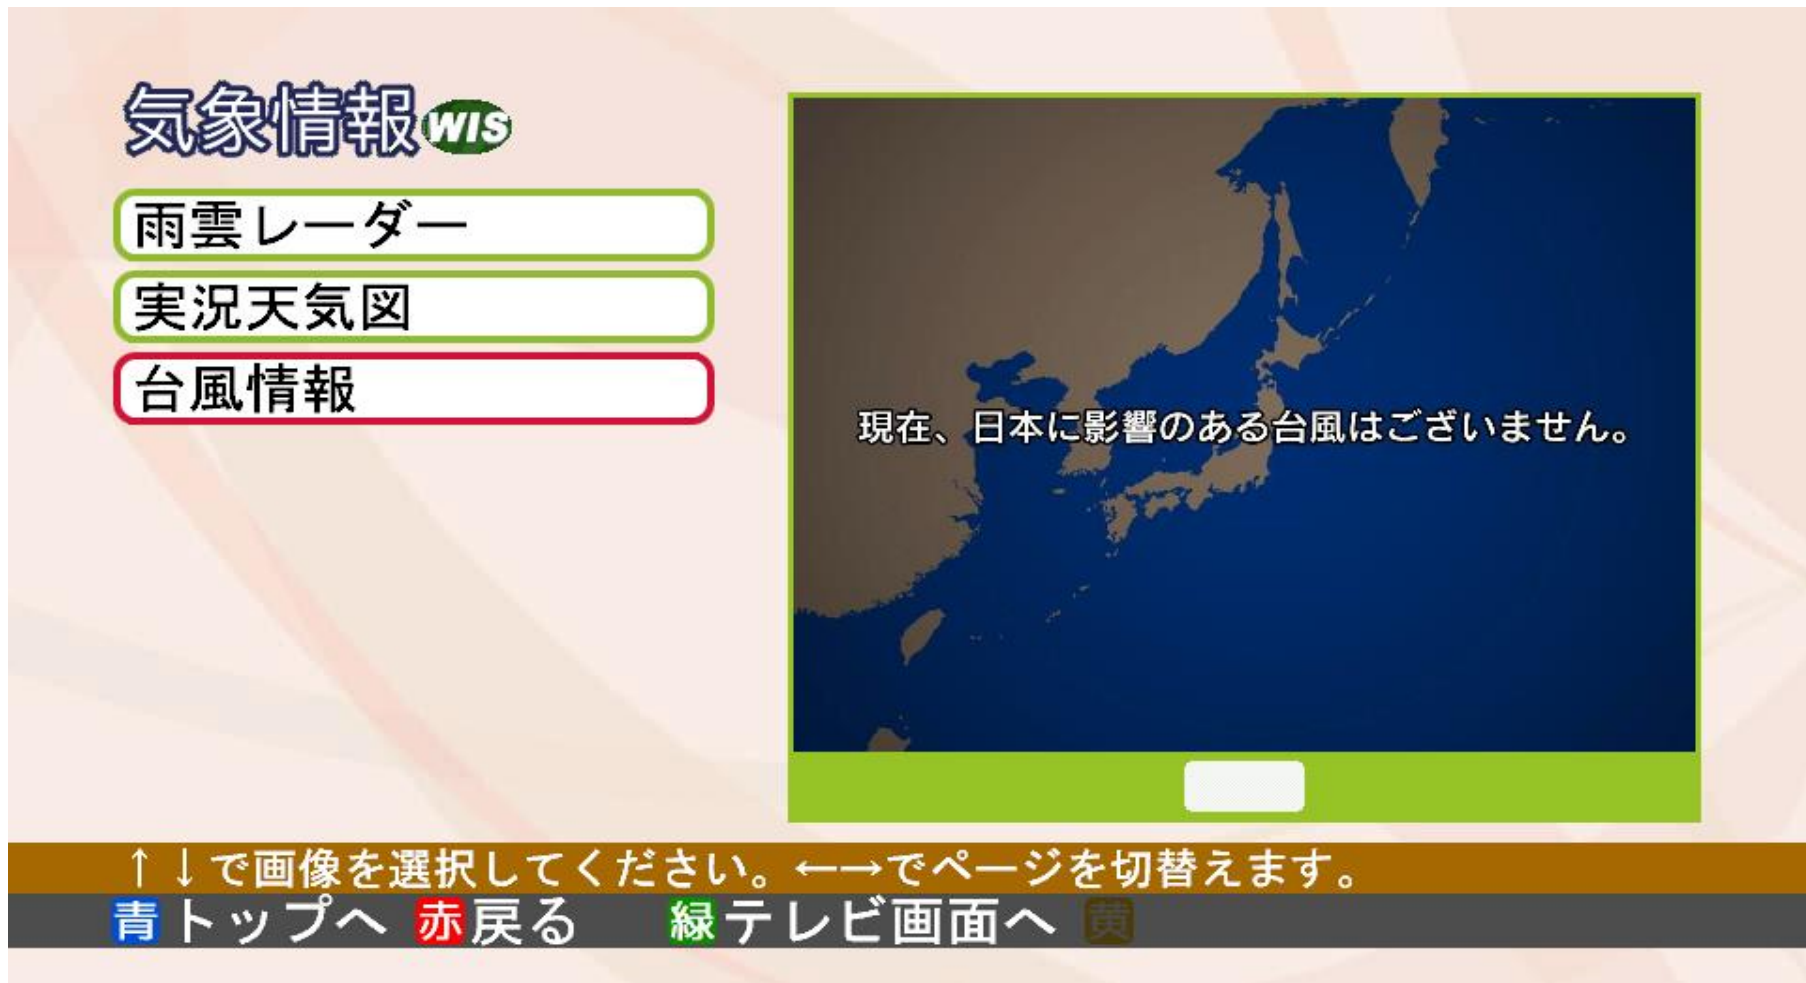 気象情報 WIS
雨雲レーダー
実況天気図
台風情報
現在、日本に影響のある台風はございません。
↑↓で画像を選択してください。←→でページを切替えます。
青 トップへ 赤 戻る 緑 テレビ画面へ 黄